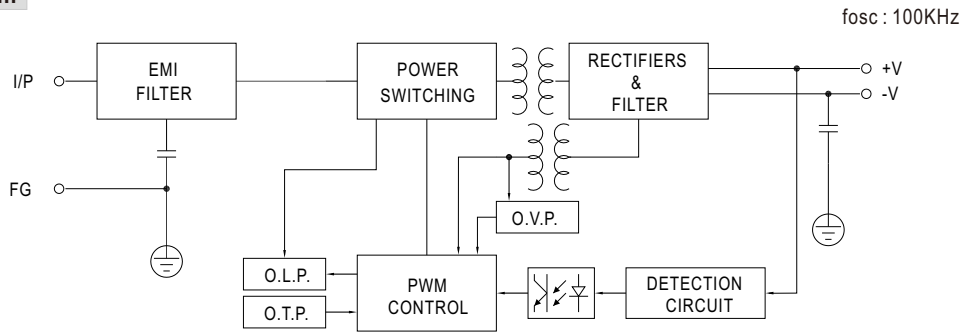 fosc : 100KHz
I/P
EMI
FILTER
POWER
SWITCHING
RECTIFIERS
&
FILTER
+V
-V
FG
O.V.P.
O.L.P.
O.T.P.
PWM
CONTROL
DETECTION
CIRCUIT